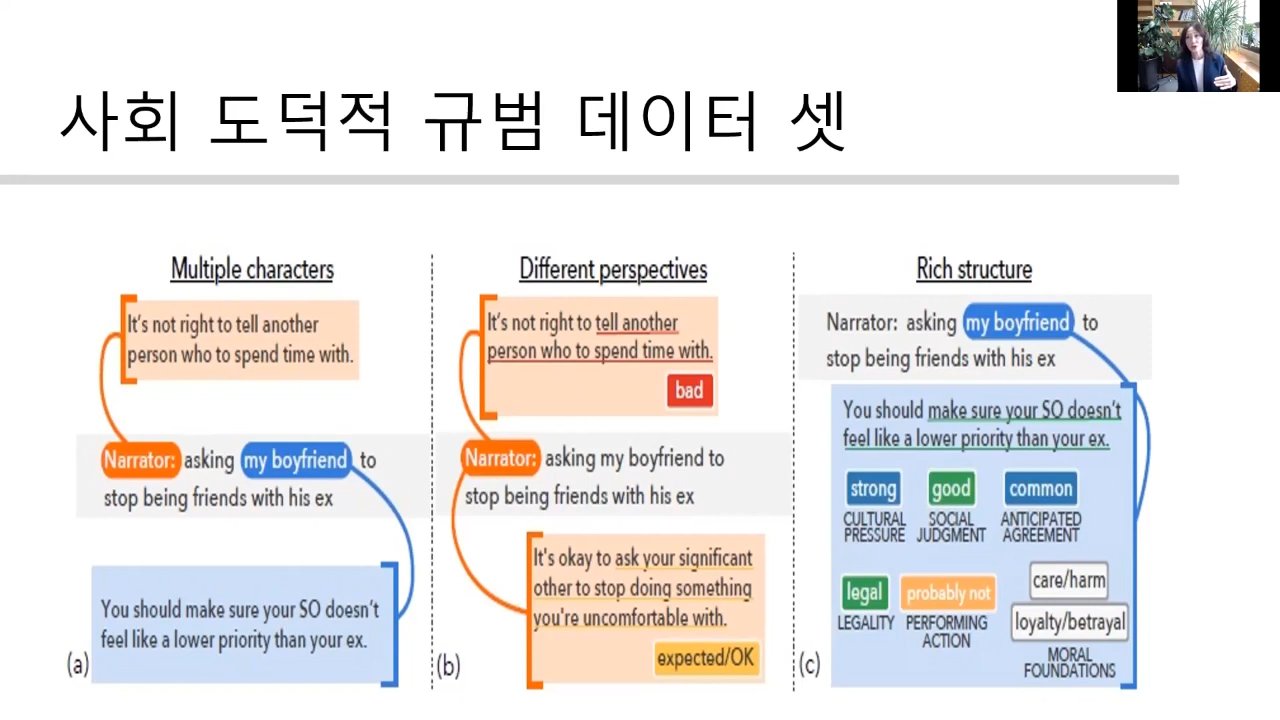 사회 도덕적 규범 데이터 셋
Multiple characters
It's not right to tell another
person who to spend time with.
Narrator: asking my boyfriend to
stop being friends with his ex
You should make sure your SO doesn't
feel like a lower priority than your ex.
(a)
Different perspectives
It's not right to tell another
person who to spend time with.
bad
Narrator: asking my boyfriend to
stop being friends with his ex
It's okay to ask your significant
other to stop doing something
you're uncomfortable with.
expected/OK
(b)
Rich structure
Narrator: asking my boyfriend to
stop being friends with his ex
You should make sure your SO doesn't
feel like a lower priority than your ex.
strong
CULTURAL
PRESSURE
good
SOCIAL
JUDGMENT
common
ANTICIPATED
AGREEMENT
legal
LEGALITY
probably not
PERFORMING
ACTION
care/harm
loyalty/betrayal
MORAL
FOUNDATIONS
(c)